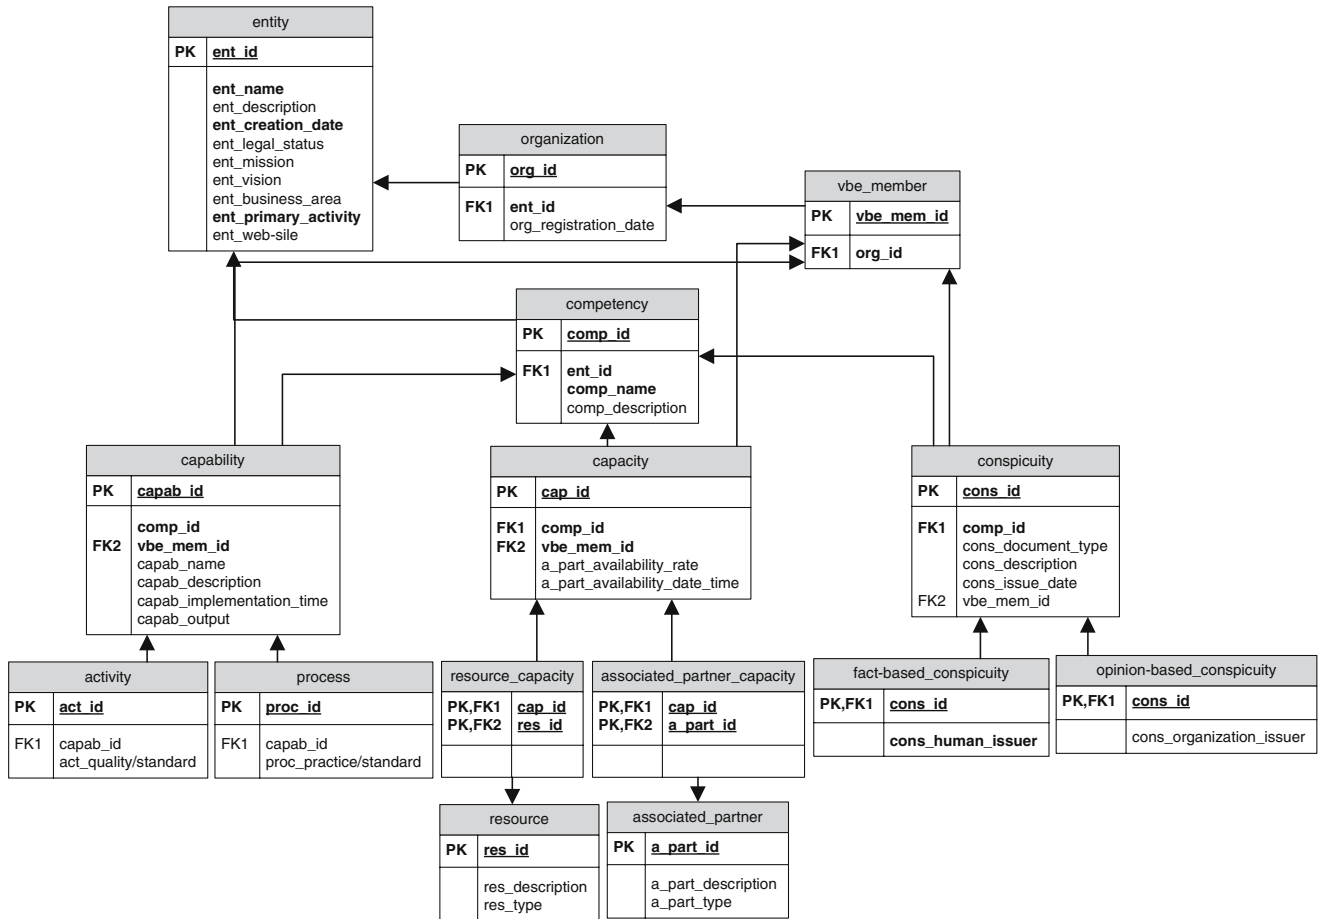 entity
PK ent_id
ent_name
ent_description
ent_creation_date
ent_legal_status
ent_mission
ent_vision
ent_business_area
ent_primary_activity
ent_web-sile
organization
PK org_id
FK1 ent_id
org_registration_date
vbe_member
PK vbe_mem_id
FK1 org_id
competency
PK comp_id
FK1 ent_id
comp_name
comp_description
capability
PK capab_id
comp_id
FK2 vbe_mem_id
capab_name
capab_description
capab_implementation_time
capab_output
capacity
PK cap_id
FK1 comp_id
FK2 vbe_mem_id
a_part_availability_rate
a_part_availability_date_time
conspicuity
PK cons_id
FK1 comp_id
cons_document_type
cons_description
cons_issue_date
FK2 vbe_mem_id
activity
PK act_id
FK1 capab_id
act_quality/standard
process
PK proc_id
FK1 capab_id
proc_practice/standard
resource_capacity
PK,FK1 cap_id
PK,FK2 res_id
associated_partner_capacity
PK,FK1 cap_id
PK,FK2 a_part_id
fact-based_conspicuity
PK,FK1 cons_id
cons_human_issuer
opinion-based_conspicuity
PK,FK1 cons_id
cons_organization_issuer
resource
PK res_id
res_description
res_type
associated_partner
PK a_part_id
a_part_description
a_part_type